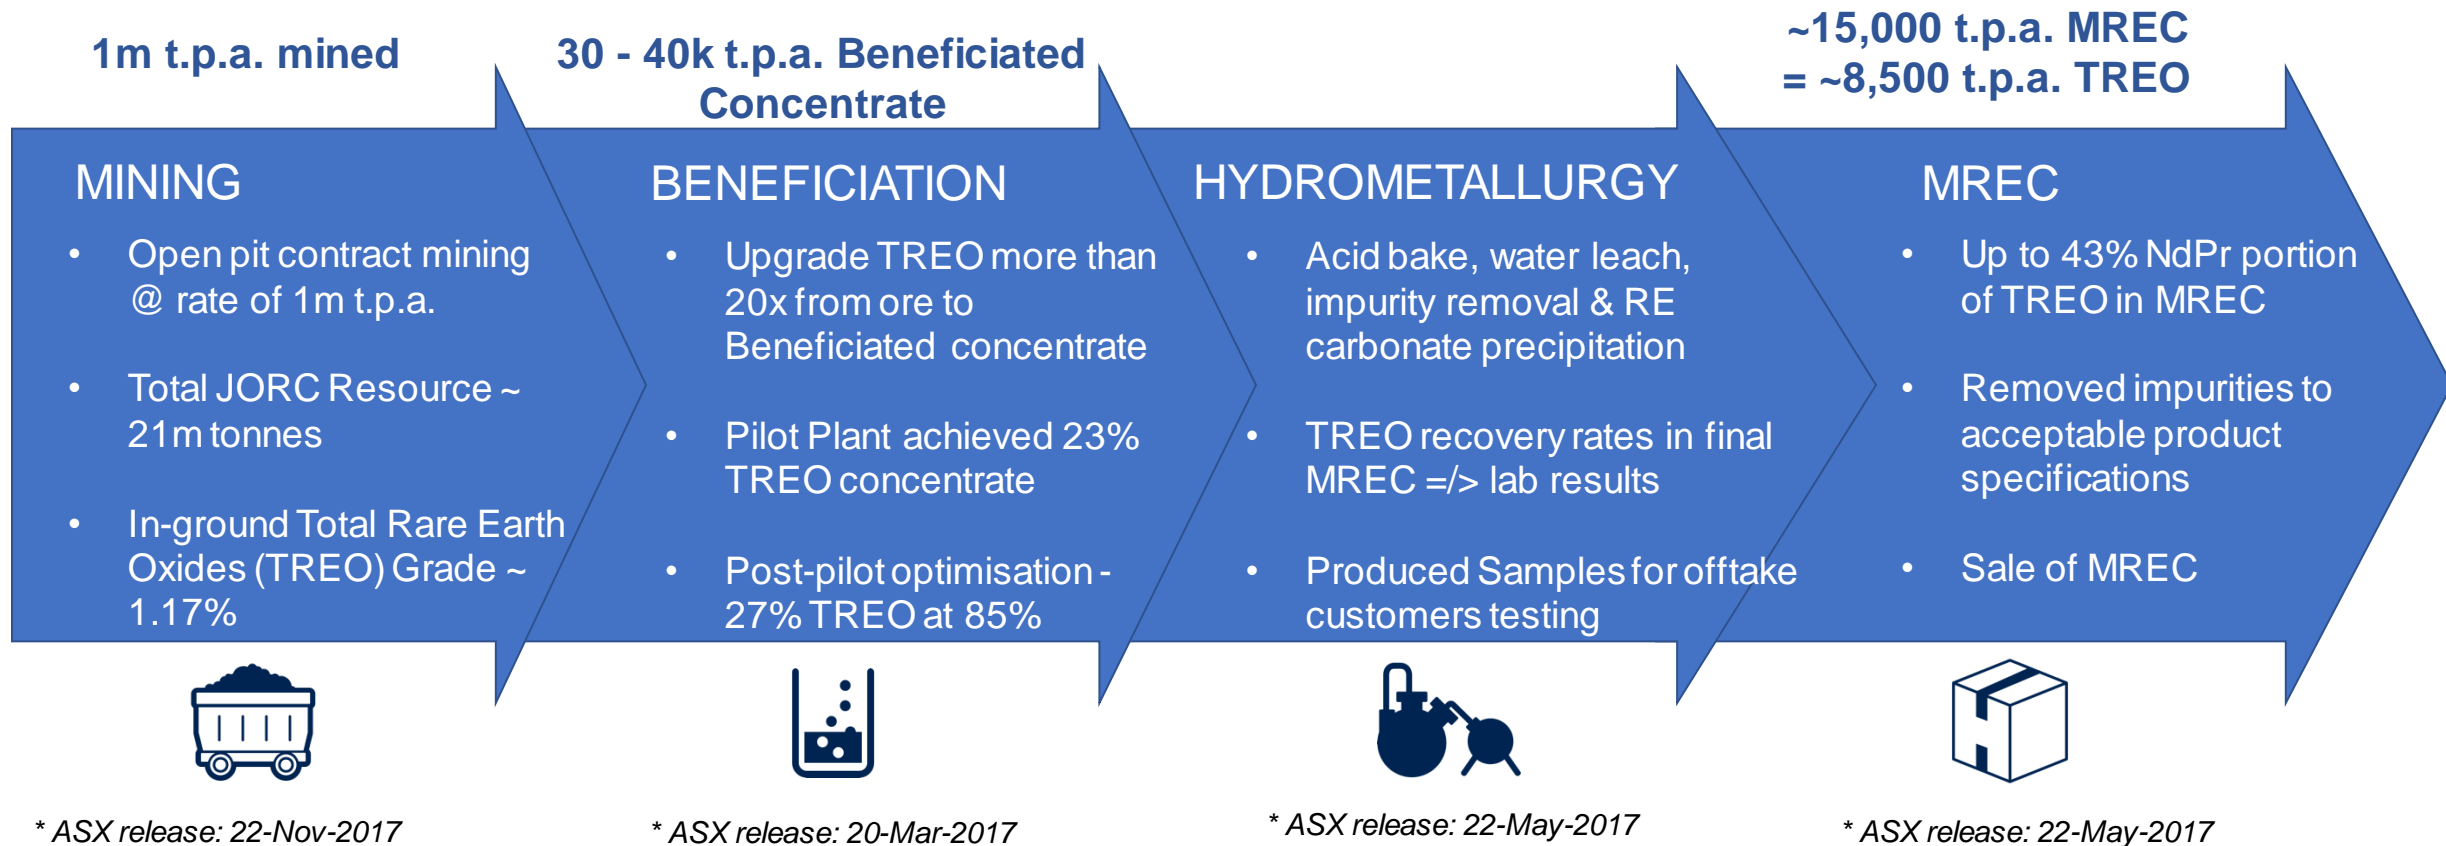 1m t.p.a. mined
30 - 40k t.p.a. Beneficiated
Concentrate
~15,000 t.p.a. MREC
= ~8,500 t.p.a. TREO
MINING
• Open pit contract mining
@ rate of 1m t.p.a.
• Total JORC Resource ~
21m tonnes
• In-ground Total Rare Earth
Oxides (TREO) Grade ~
1.17%
BENEFICIATION
• Upgrade TREO more than
20x from ore to
Beneficiated concentrate
• Pilot Plant achieved 23%
TREO concentrate
• Post-pilot optimisation -
27% TREO at 85%
HYDROMETALLURGY
• Acid bake, water leach,
impurity removal & RE
carbonate precipitation
• TREO recovery rates in final
MREC =/> lab results
• Produced Samples for offtake
customers testing
MREC
• Up to 43% NdPr portion
of TREO in MREC
• Removed impurities to
acceptable product
specifications
• Sale of MREC
* ASX release: 22-Nov-2017
* ASX release: 20-Mar-2017
* ASX release: 22-May-2017
* ASX release: 22-May-2017